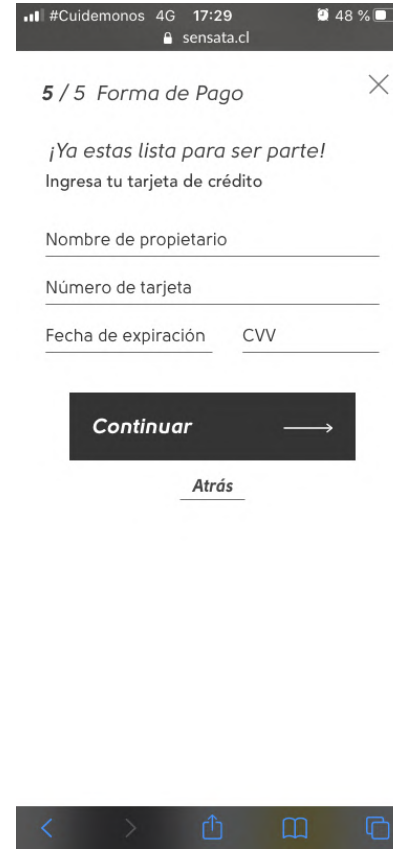 #Cuidemonos 4G 17:29 48 %
sensata.cl
5 / 5 Forma de Pago
¡Ya estas lista para ser parte!
Ingresa tu tarjeta de crédito
Nombre de propietario
Número de tarjeta
Fecha de expiración CVV
Continuar
Atrás